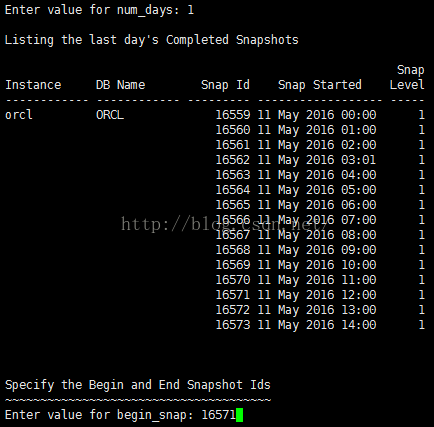 Enter value for num_days: 1
Listing the last day's Completed Snapshots
Snap
Instance DB Name Snap Id Snap Started Level
------------ ------------ --------- ----------------- -----
orcl ORCL 16559 11 May 2016 00:00 1
16560 11 May 2016 01:00 1
16561 11 May 2016 02:00 1
16562 11 May 2016 03:01 1
16563 11 May 2016 04:00 1
16564 11 May 2016 05:00 1
16565 11 May 2016 06:00 1
16566 11 May 2016 07:00 1
http://blog.csdn.net/
16567 11 May 2016 08:00 1
16568 11 May 2016 09:00 1
16569 11 May 2016 10:00 1
16570 11 May 2016 11:00 1
16571 11 May 2016 12:00 1
16572 11 May 2016 13:00 1
16573 11 May 2016 14:00 1
Specify the Begin and End Snapshot Ids
~~~~~~~~~~~~~~~~~~~~~~~~~~~~~~~~~~~~~~
Enter value for begin_snap: 16571